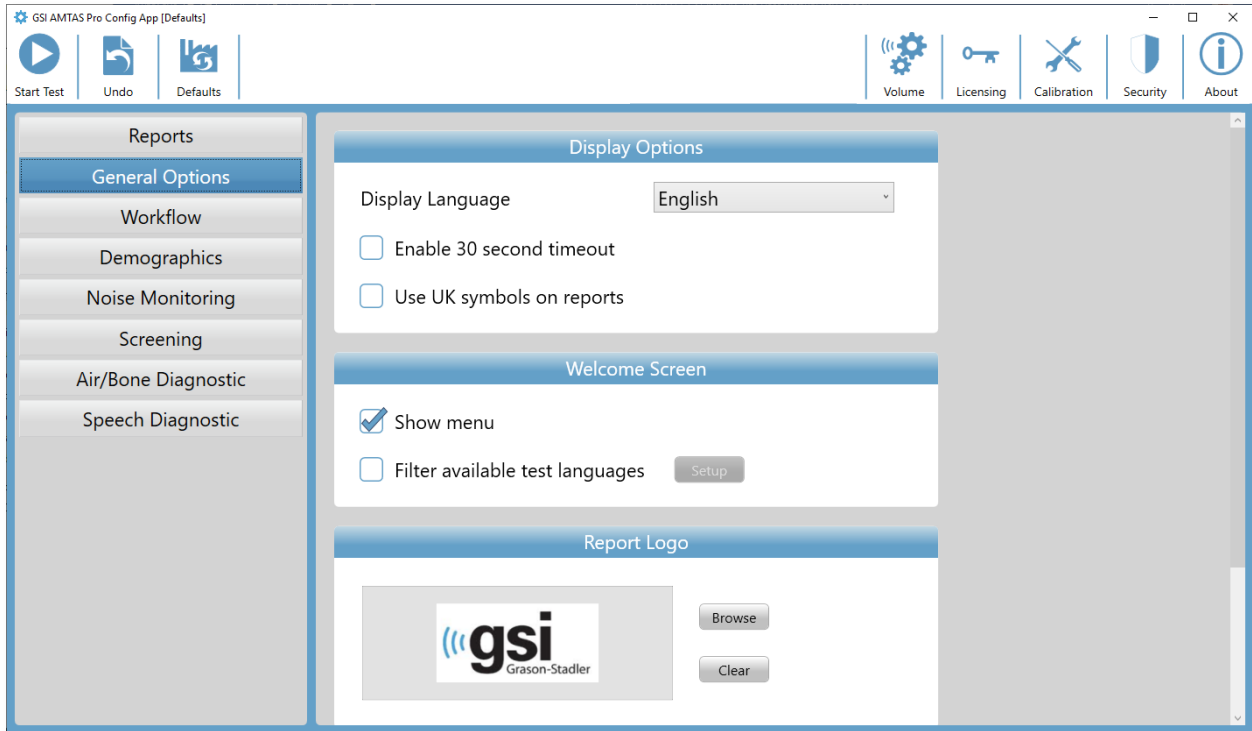 GSI AMTAS Pro Config App [Defaults]
Start Test
Undo
Defaults
Volume
Licensing
Calibration
Security
About
Reports
General Options
Workflow
Demographics
Noise Monitoring
Screening
Air/Bone Diagnostic
Speech Diagnostic
Display Options
Display Language
English
Enable 30 second timeout
Use UK symbols on reports
Welcome Screen
Show menu
Filter available test languages
Setup
Report Logo
gsi
Grason-Stadler
Browse
Clear